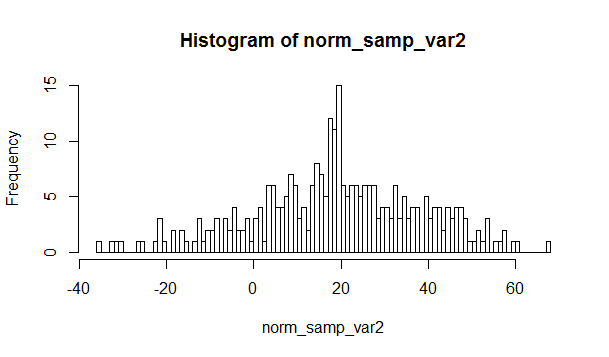 Histogram of norm_samp_var2
Frequency
15
10
5
0
-40 -20 0 20 40 60
norm_samp_var2